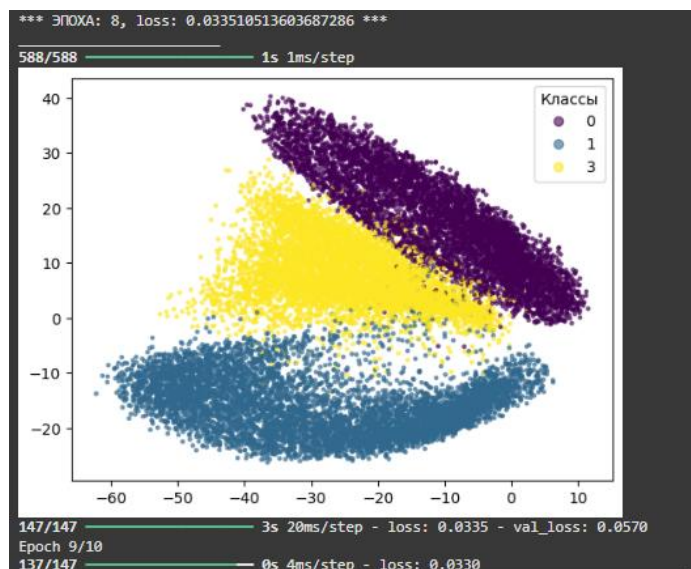 *** ЭПОХА: 8, loss: 0.033510513603687286 ***
588/588 1s 1ms/step
Классы
0
1
3
40
30
20
10
0
−10
−20
−60 −50 −40 −30 −20 −10 0 10
147/147 3s 20ms/step - loss: 0.0335 - val_loss: 0.0570
Epoch 9/10
137/147 0s 4ms/step - loss: 0.0330